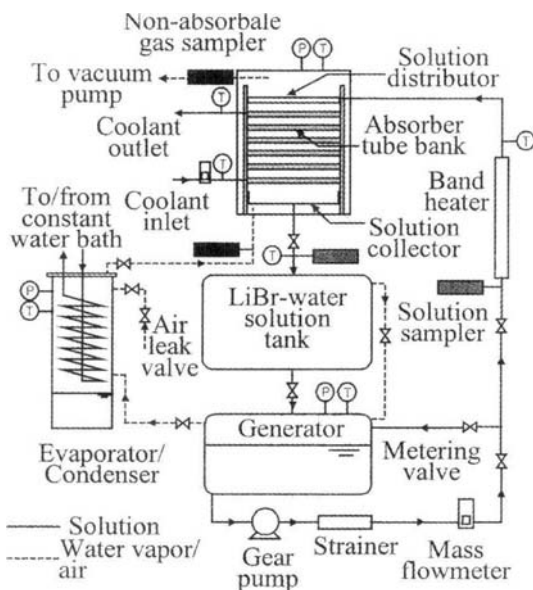 Non-absorbale
gas sampler
P
T
To vacuum
pump
Solution
distributor
T
Coolant
outlet
Absorber
tube bank
T
T
Coolant
inlet
Band
heater
To/from
constant
water bath
Solution
collector
T
P
T
Air
leak
valve
LiBr-water
solution
tank
Solution
sampler
P
T
Generator
Evaporator/
Condenser
Metering
valve
Solution
Water vapor/
air
Gear
pump
Strainer
Mass
flowmeter